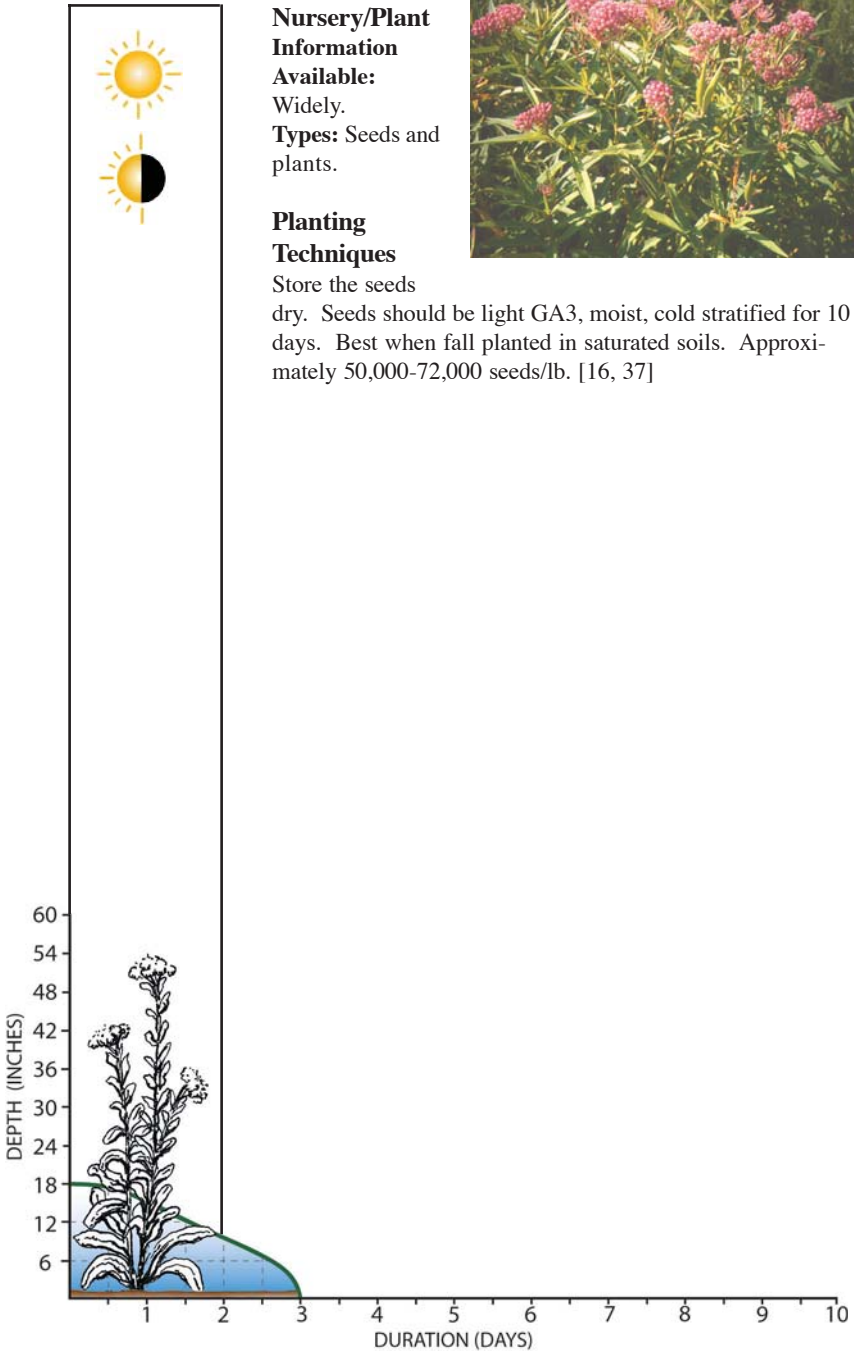 Nursery/Plant
Information
Available:
Widely.
Types: Seeds and
plants.
Planting
Techniques
Store the seeds
dry. Seeds should be light GA3, moist, cold stratified for 10
days. Best when fall planted in saturated soils. Approxi-
mately 50,000-72,000 seeds/lb. [16, 37]
DEPTH (INCHES)
60
54
48
42
36
30
24
18
12
6
1 2 3 4 5 6 7 8 9 10
DURATION (DAYS)